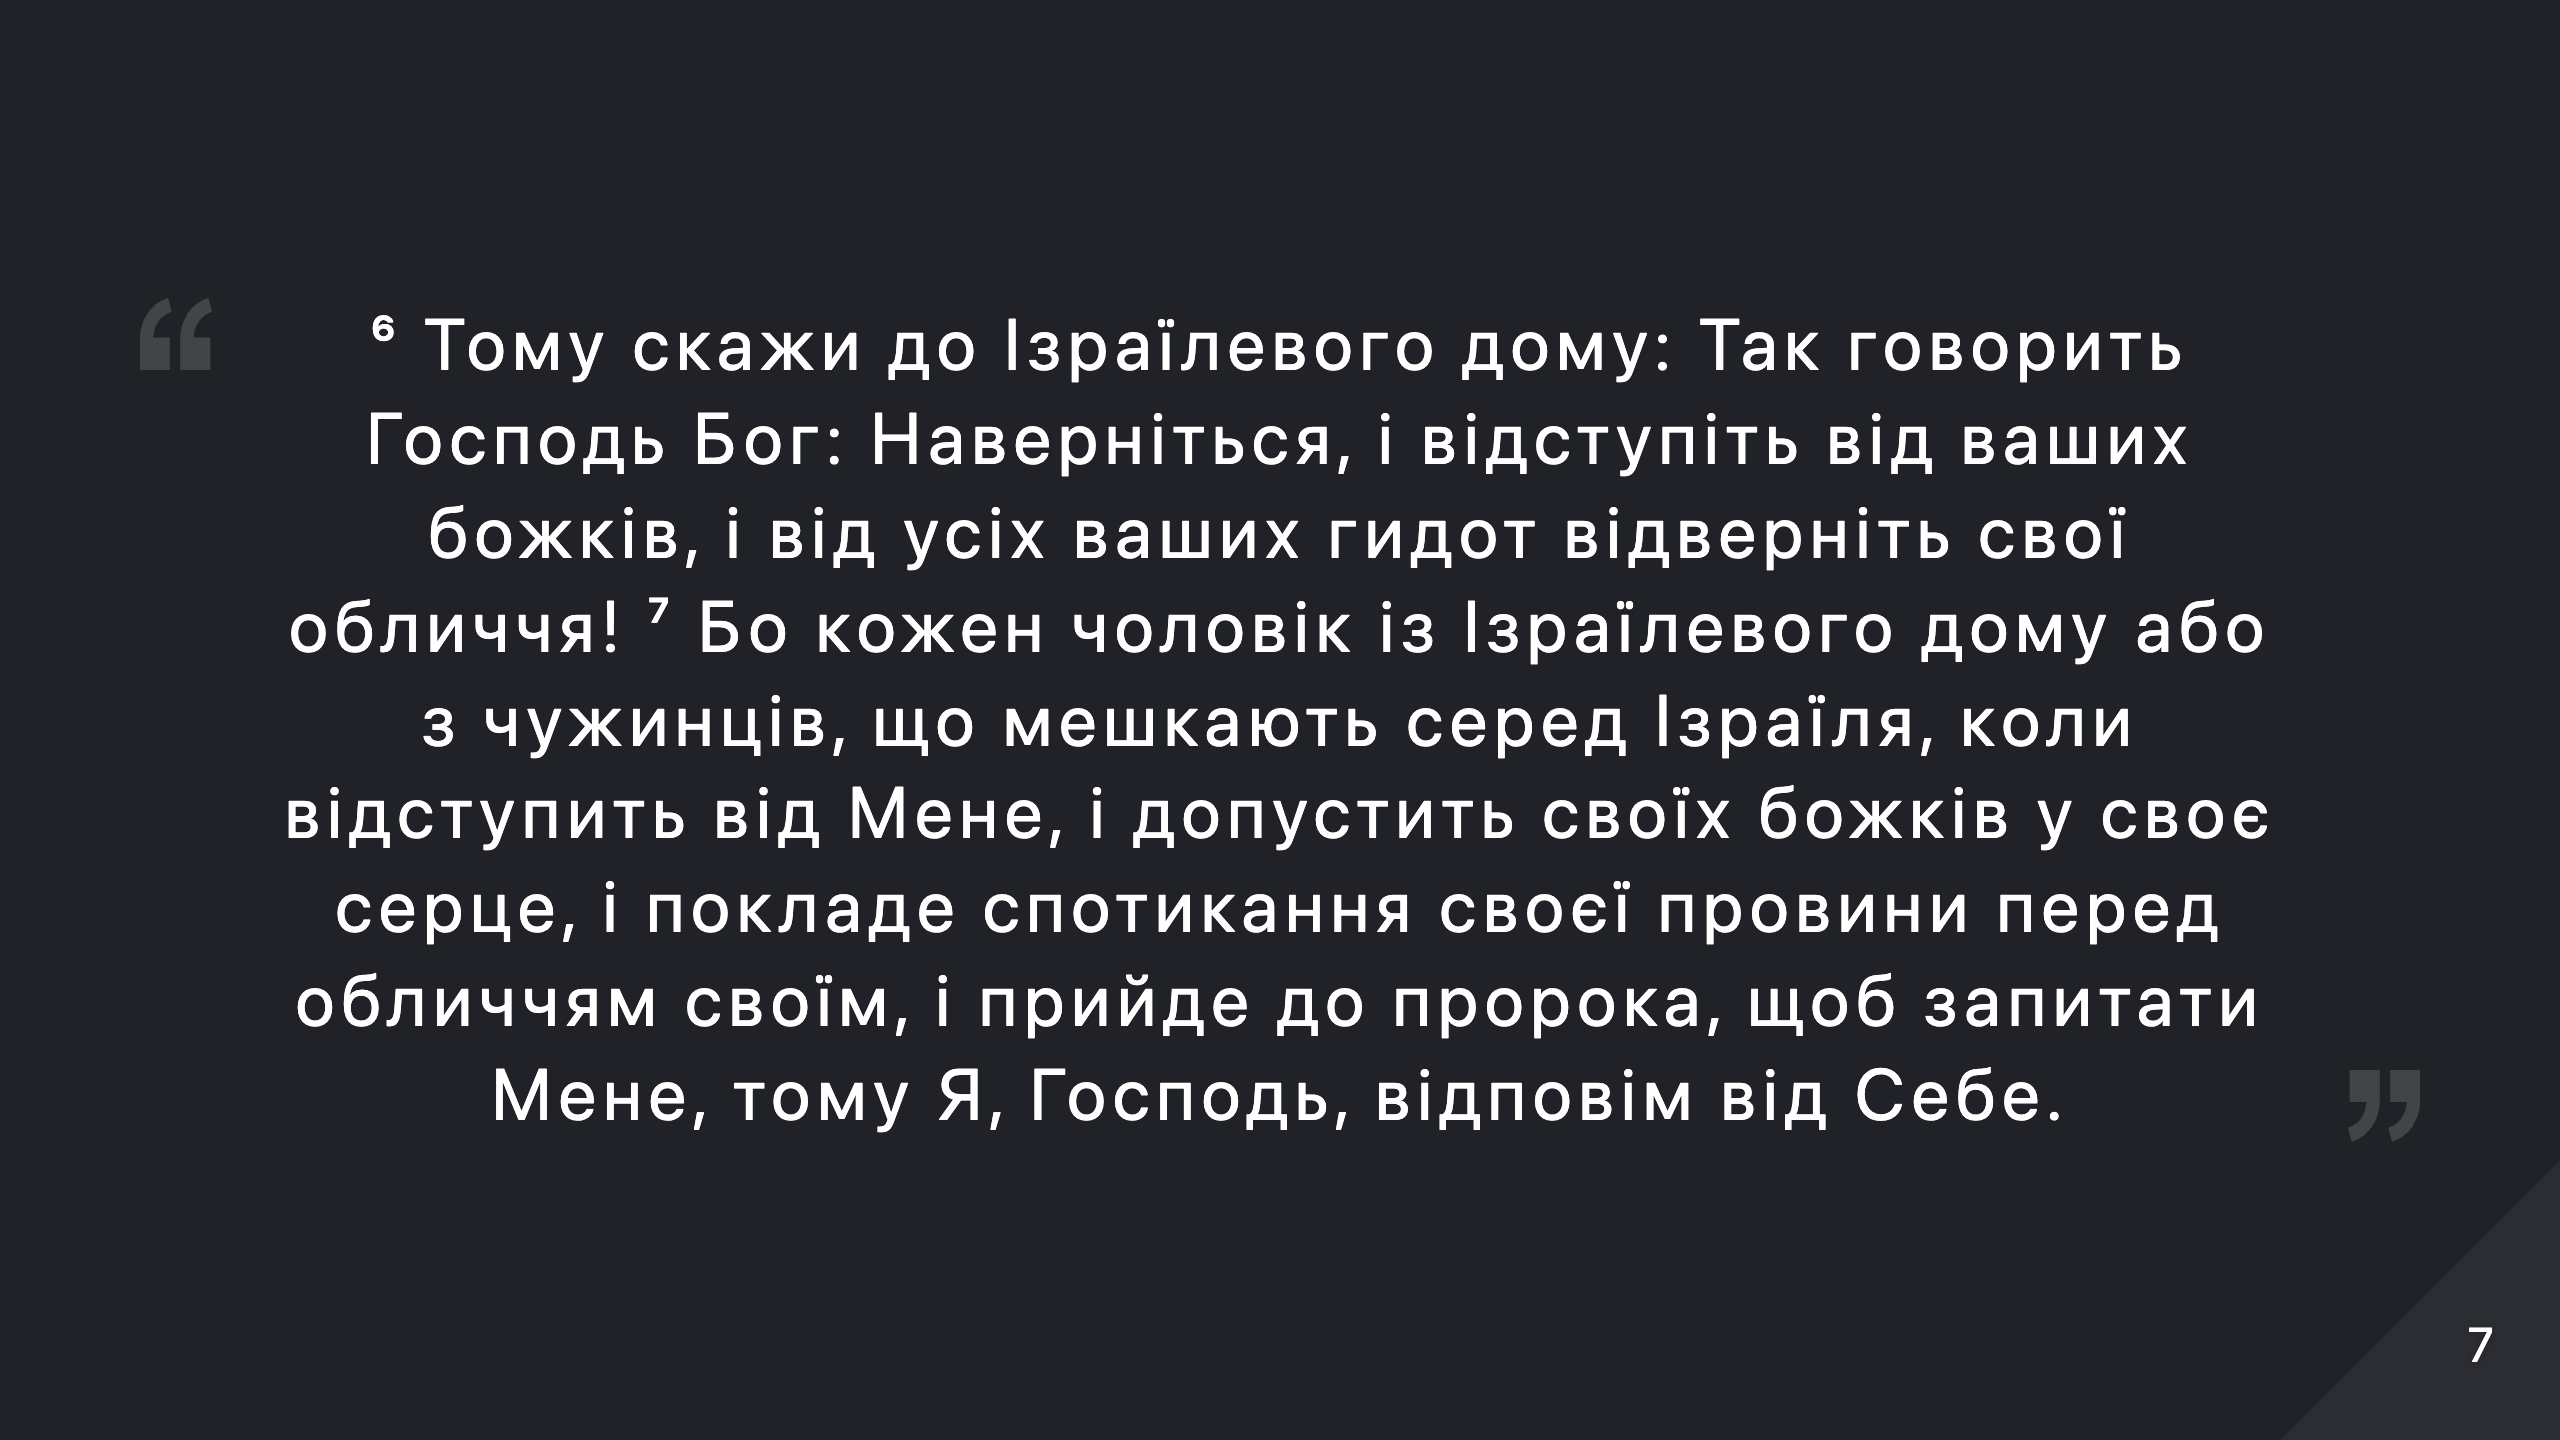 “
⁶ Тому скажи до Ізраїлевого дому: Так говорить
Господь Бог: Наверніться, і відступіть від ваших
божків, і від усіх ваших гидот відверніть свої
обличчя! ⁷ Бо кожен чоловік із Ізраїлевого дому або
з чужинців, що мешкають серед Ізраїля, коли
відступить від Мене, і допустить своїх божків у своє
серце, і покладе спотикання своєї провини перед
обличчям своїм, і прийде до пророка, щоб запитати
Мене, тому Я, Господь, відповім від Себе.
”
7